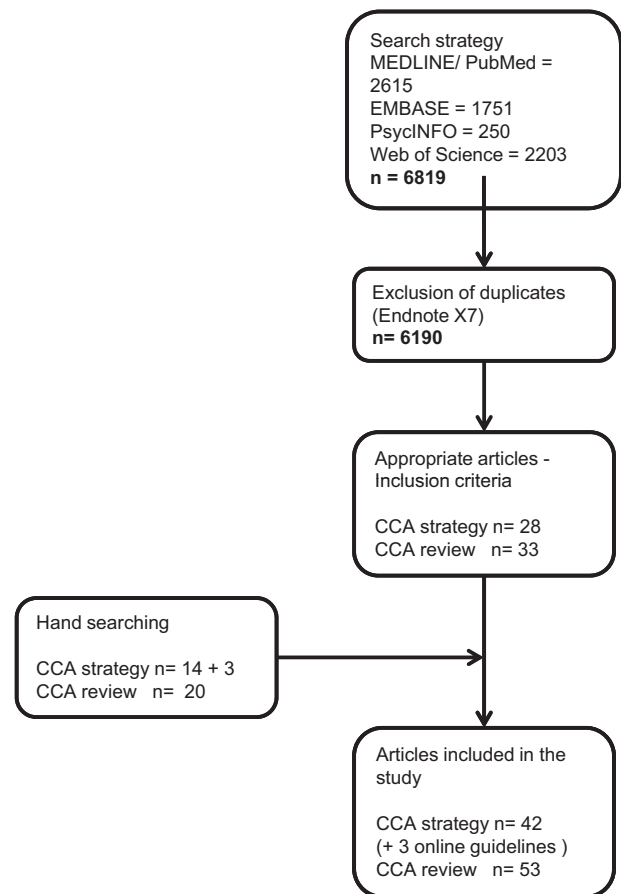 Search strategy
MEDLINE/ PubMed =
2615
EMBASE = 1751
PsycINFO = 250
Web of Science = 2203
n = 6819
Exclusion of duplicates
(Endnote X7)
n= 6190
Appropriate articles -
Inclusion criteria
CCA strategy n= 28
CCA review n= 33
Hand searching
CCA strategy n= 14 + 3
CCA review n= 20
Articles included in the
study
CCA strategy n= 42
(+ 3 online guidelines )
CCA review n= 53